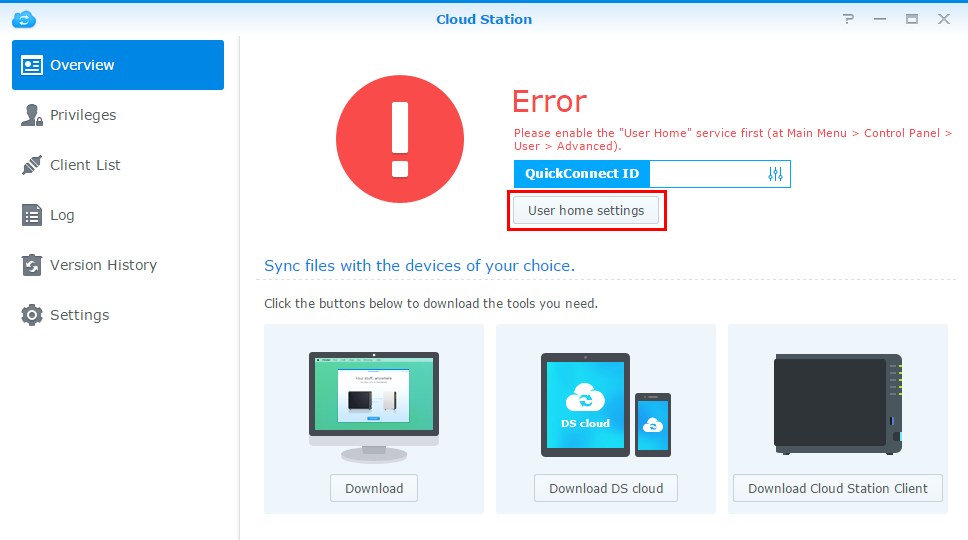 Cloud Station
Overview
Privileges
Client List
Log
Version History
Settings
Error
Please enable the "User Home" service first (at Main Menu > Control Panel >
User > Advanced).
QuickConnect ID
User home settings
Sync files with the devices of your choice.
Click the buttons below to download the tools you need.
Your stuff, anywhere
DS cloud
Download
Download DS cloud
Download Cloud Station Client